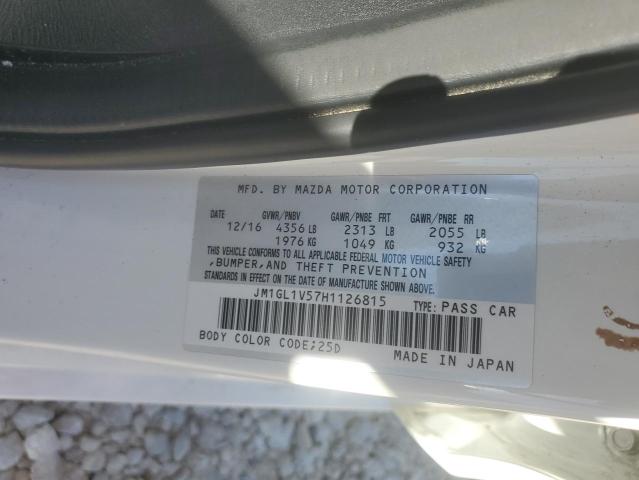 MFD. BY MAZDA MOTOR CORPORATION
DATE GVWR/PNBV GAWR/PNBE FRT GAWR/PNBE RR
12/16 4356 LB 2313 LB 2055 LB
1976 KG 1049 KG 932 KG
THIS VEHICLE CONFORMS TO ALL APPLICABLE FEDERAL MOTOR VEHICLE SAFETY
,BUMPER,AND THEFT PREVENTION
STANDARDS IN EFFECT ON THE DATE OF MANUFACTURE SHOWN ABOVE.
JM1GL1V57H1126815 TYPE: PASS CAR
BODY COLOR CODE:25D MADE IN JAPAN